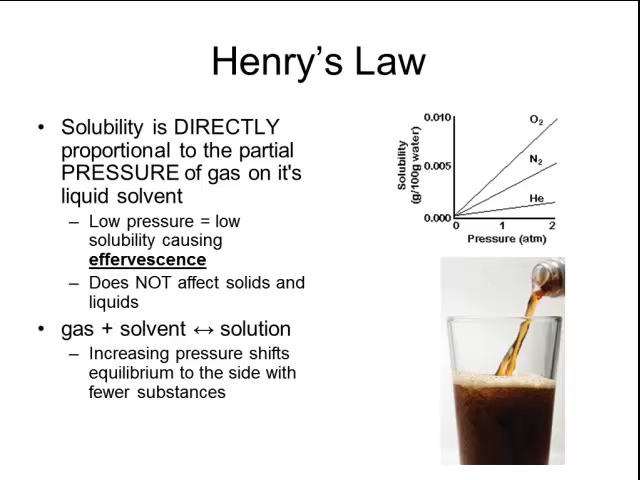 Henry's Law
• Solubility is DIRECTLY
proportional to the partial
PRESSURE of gas on it's
liquid solvent
– Low pressure = low
solubility causing
effervescence
– Does NOT affect solids and
liquids
• gas + solvent ↔ solution
– Increasing pressure shifts
equilibrium to the side with
fewer substances
Solubility
(g/100g water)
0.010
0.005
0.000
O₂
N₂
He
0 1 2
Pressure (atm)